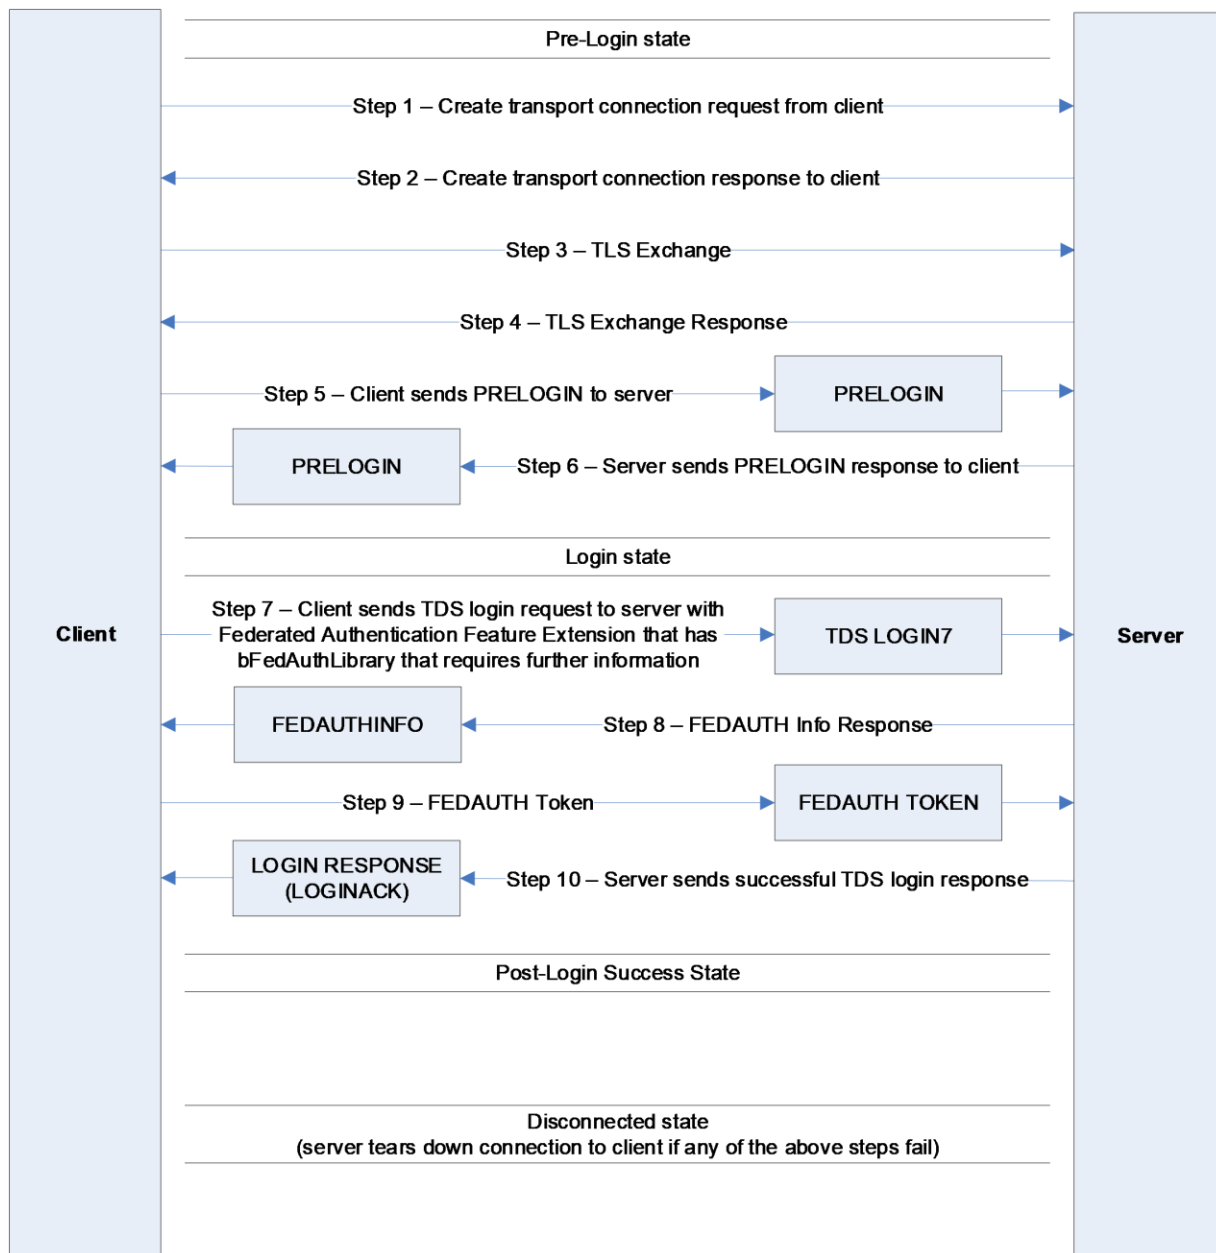 Pre-Login state
Step 1 – Create transport connection request from client
Step 2 – Create transport connection response to client
Step 3 – TLS Exchange
Step 4 – TLS Exchange Response
Step 5 – Client sends PRELOGIN to server
PRELOGIN
PRELOGIN
Step 6 – Server sends PRELOGIN response to client
Login state
Client
Step 7 – Client sends TDS login request to server with
Federated Authentication Feature Extension that has
bFedAuthLibrary that requires further information
TDS LOGIN7
Server
FEDAUTHINFO
Step 8 – FEDAUTH Info Response
Step 9 – FEDAUTH Token
FEDAUTH TOKEN
LOGIN RESPONSE
(LOGINACK)
Step 10 – Server sends successful TDS login response
Post-Login Success State
Disconnected state
(server tears down connection to client if any of the above steps fail)